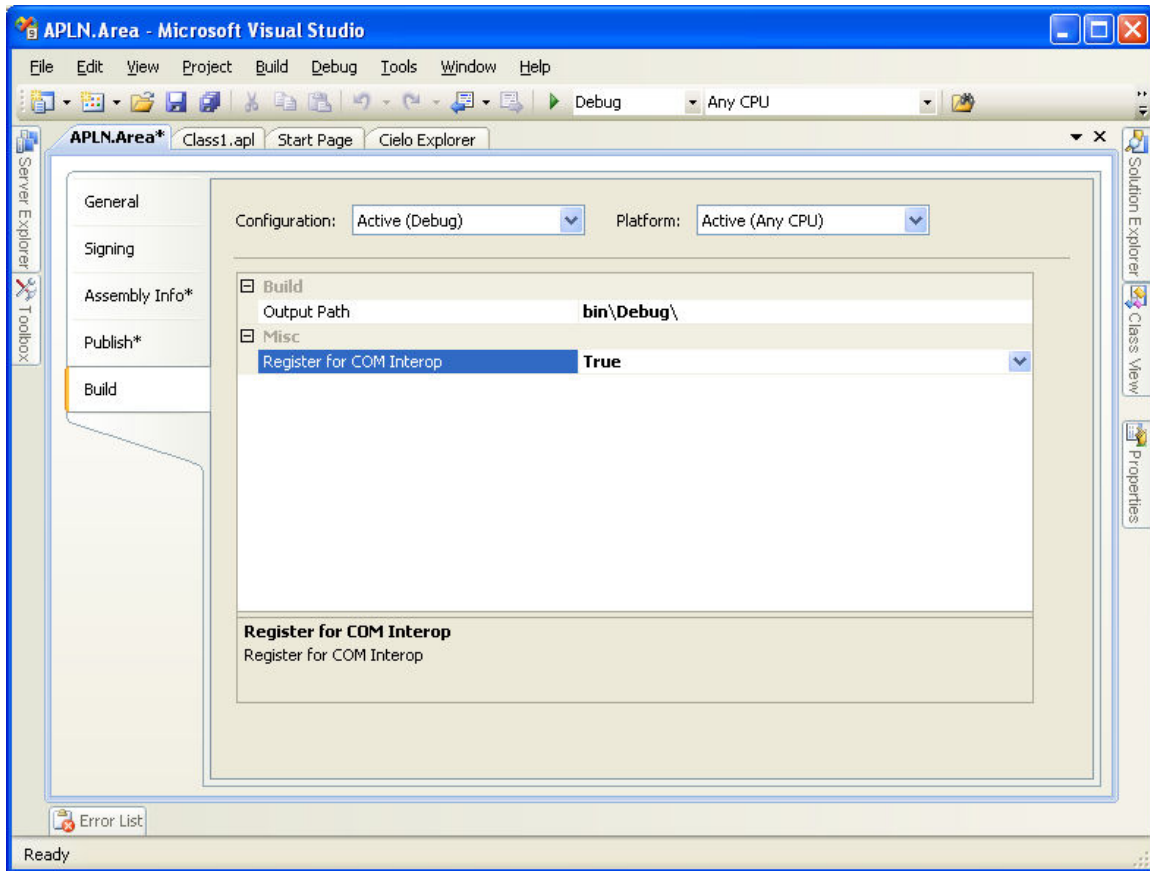 APLN.Area - Microsoft Visual Studio
File Edit View Project Build Debug Tools Window Help
Debug Any CPU
APLN.Area* Class1.apl Start Page Cielo Explorer
Server Explorer
Toolbox
General
Signing
Assembly Info*
Publish*
Build
Configuration: Active (Debug) Platform: Active (Any CPU)
Build
Output Path bin\Debug\
Misc
Register for COM Interop True
Register for COM Interop
Register for COM Interop
Solution Explorer
Class View
Properties
Error List
Ready